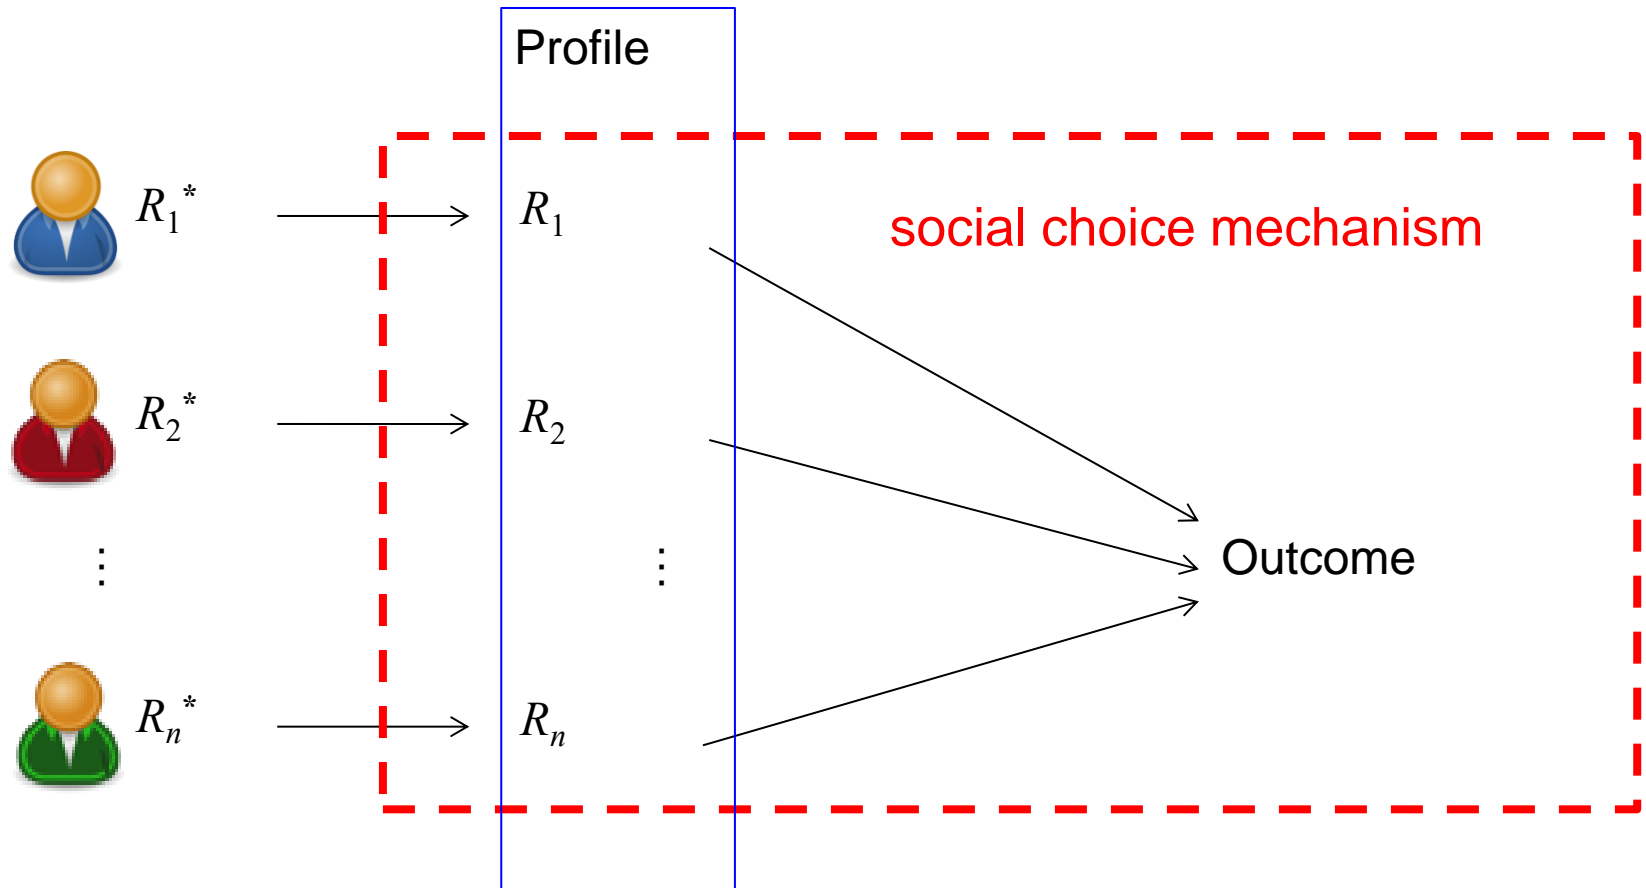 Profile
R₁* R₁
social choice mechanism
R₂* R₂
⋮ ⋮
Outcome
Rₙ* Rₙ